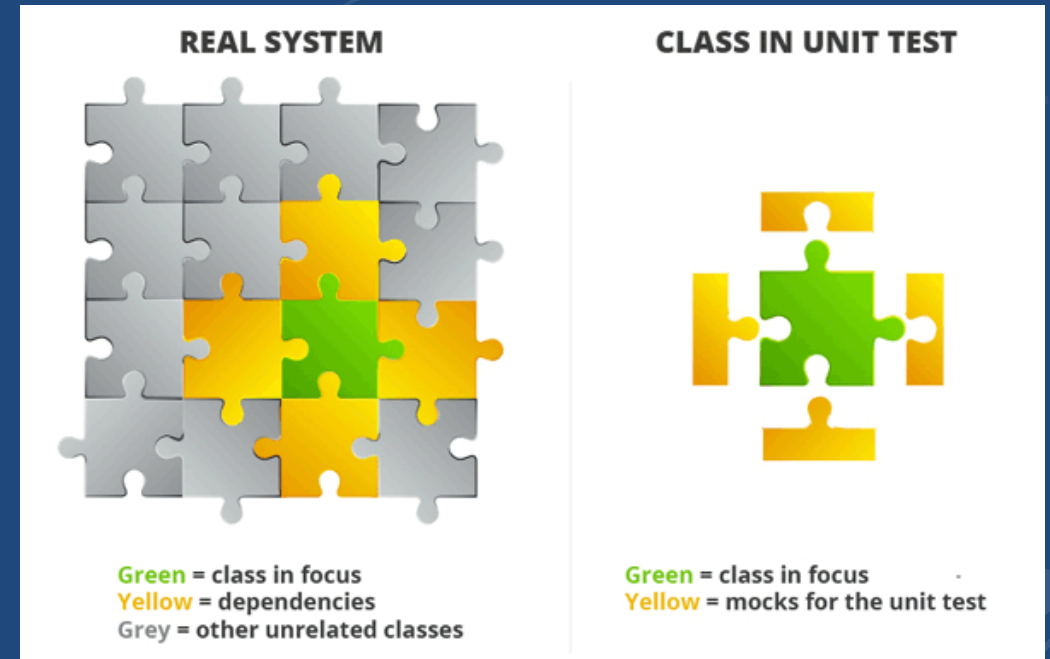 REAL SYSTEM
Green = class in focus
Yellow = dependencies
Grey = other unrelated classes
CLASS IN UNIT TEST
Green = class in focus
Yellow = mocks for the unit test